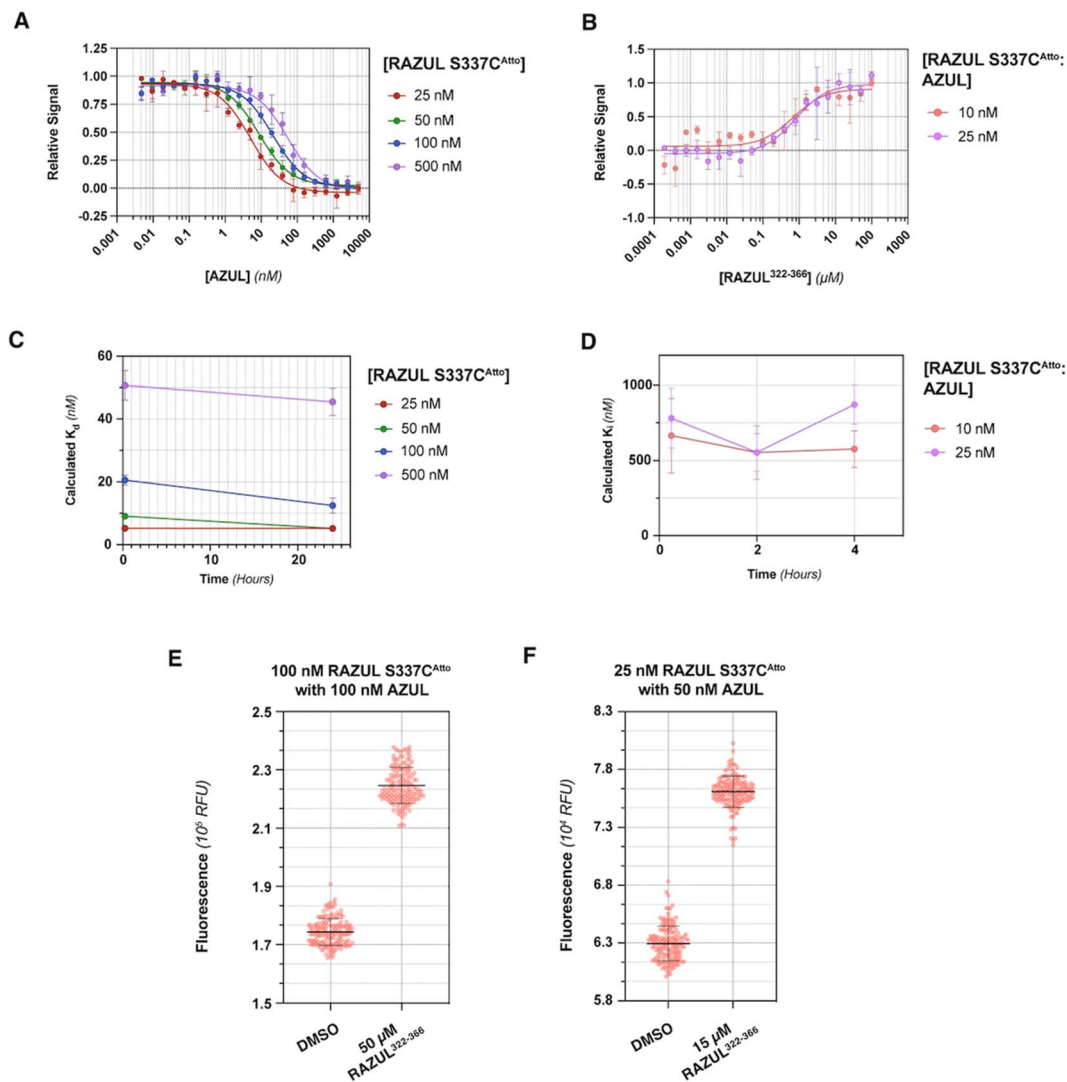 A
[RAZUL S337Cᴬᵗᵗᵒ]
25 nM
50 nM
100 nM
500 nM
Relative Signal
1.25
1.00
0.75
0.50
0.25
0.00
-0.25
0.001
0.01
0.1
1
10
100
1000
10000
[AZUL] (nM)
B
[RAZUL S337Cᴬᵗᵗᵒ:
AZUL]
10 nM
25 nM
Relative Signal
1.5
1.0
0.5
0.0
-0.5
-1.0
0.0001
0.001
0.01
0.1
1
10
100
1000
[RAZUL³²²⁻³⁶⁶] (µM)
C
[RAZUL S337Cᴬᵗᵗᵒ]
25 nM
50 nM
100 nM
500 nM
Calculated Kd (nM)
60
40
20
0
0
10
20
Time (Hours)
D
[RAZUL S337Cᴬᵗᵗᵒ:
AZUL]
10 nM
25 nM
Calculated Ki (nM)
1000
500
0
0
2
4
Time (Hours)
E
100 nM RAZUL S337Cᴬᵗᵗᵒ
with 100 nM AZUL
Fluorescence (10⁵ RFU)
2.5
2.3
2.1
1.9
1.7
1.5
DMSO
50 µM
RAZUL³²²⁻³⁶⁶
F
25 nM RAZUL S337Cᴬᵗᵗᵒ
with 50 nM AZUL
Fluorescence (10⁴ RFU)
8.3
7.8
7.3
6.8
6.3
5.8
DMSO
15 µM
RAZUL³²²⁻³⁶⁶